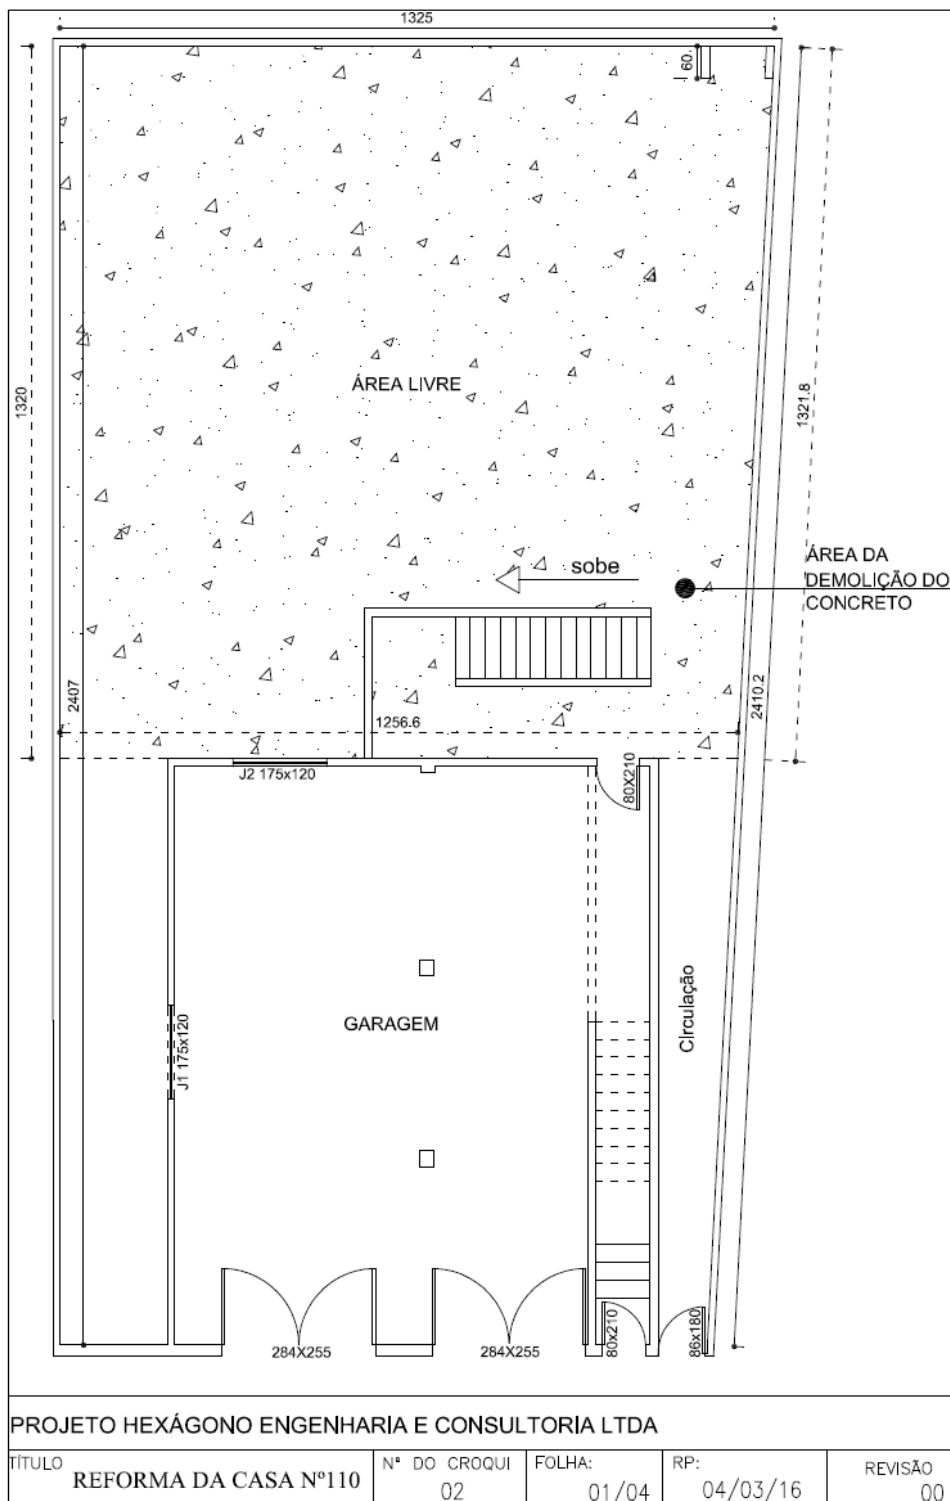 1325
60.
1320
1321.8
ÁREA LIVRE
sobe
ÁREA DA
DEMOLIÇÃO DO
CONCRETO
2407
2410.2
1256.6
J2 175x120
80X210
Circulação
GARAGEM
J1 175x120
284X255
284X255
80x210
86x180
PROJETO HEXÁGONO ENGENHARIA E CONSULTORIA LTDA
TÍTULO
REFORMA DA CASA Nº110
Nº DO CROQUI
02
FOLHA:
01/04
RP:
04/03/16
REVISÃO
00